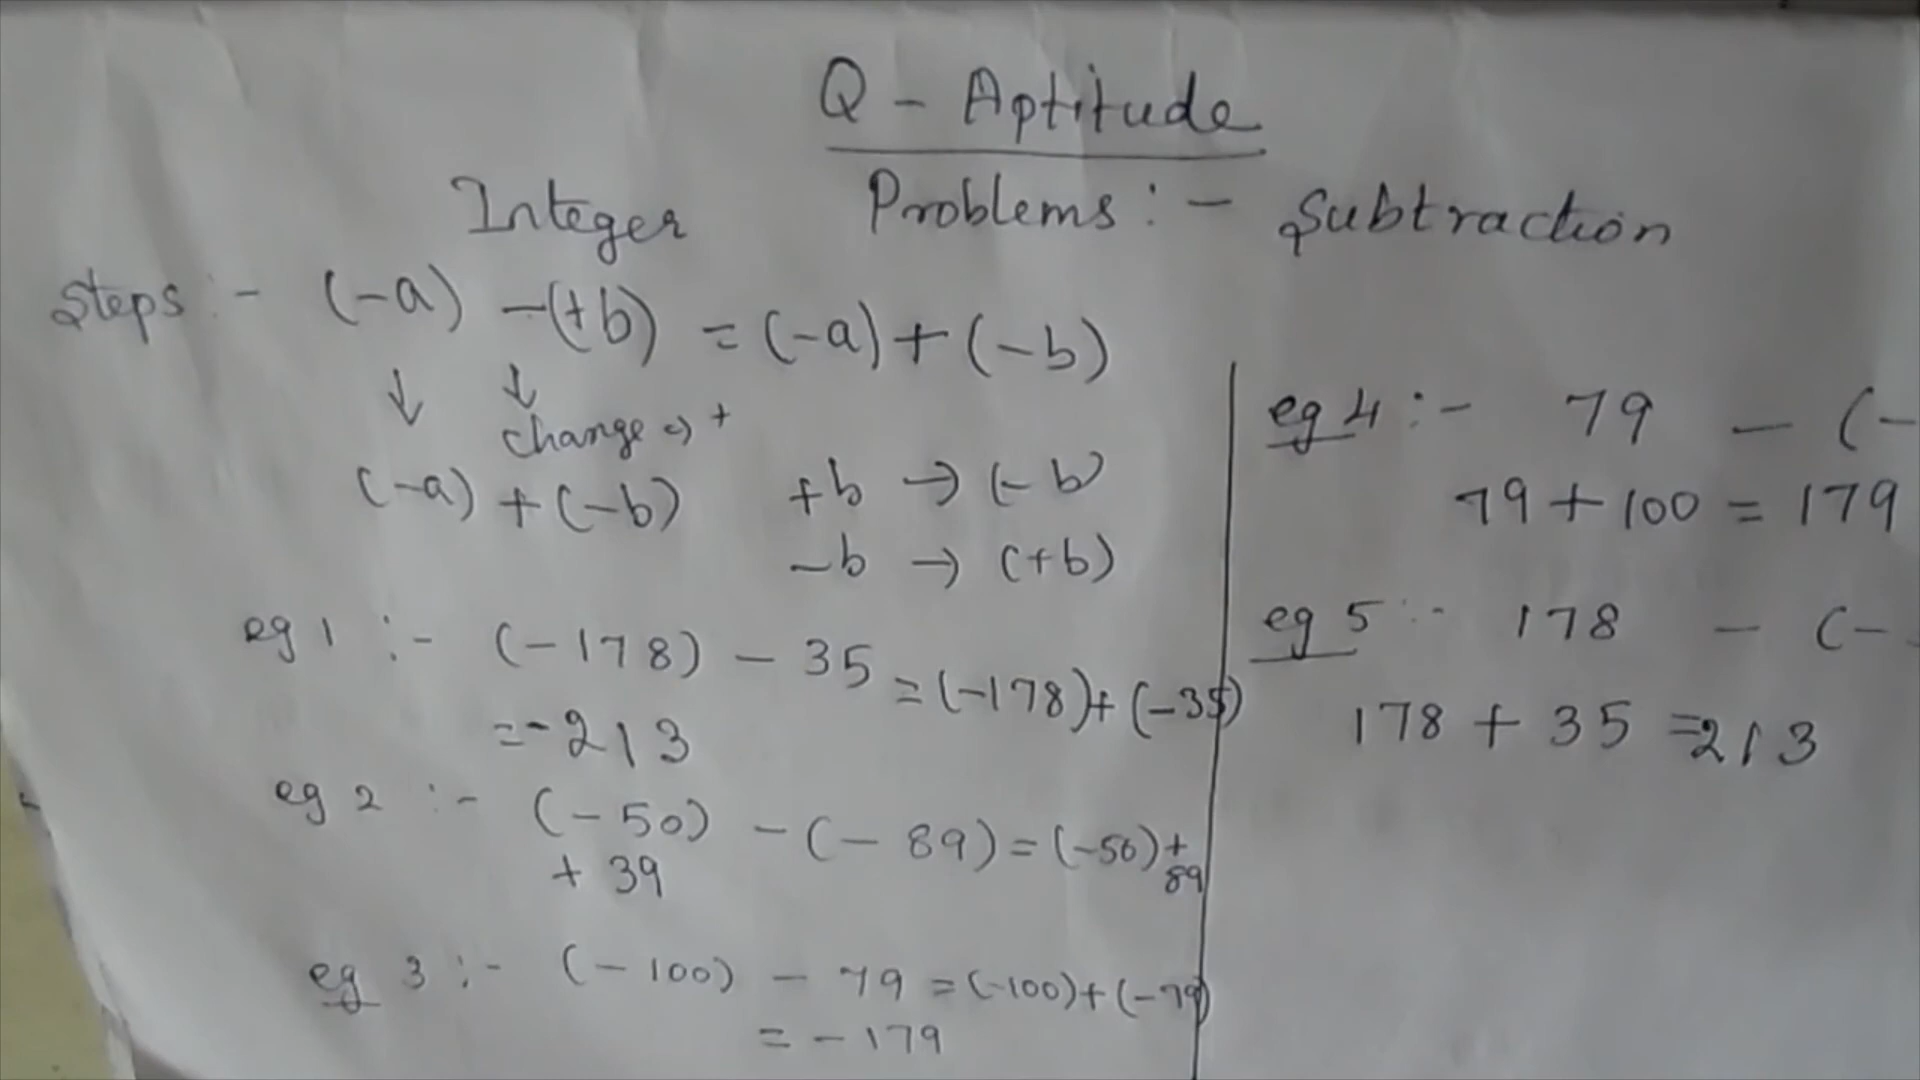 Q - Aptitude
Integer Problems :- Subtraction
Steps :- (-a) -(+b) = (-a)+(-b)
↓ ↓
change => +
(-a) + (-b) +b → (-b)
-b → (+b)
eg 1 :- (-178) - 35 = (-178)+(-35)
= -213
eg 2 :- (-50) - (-89) = (-50)+
89
+ 39
eg 3 :- (-100) - 79 = (-100)+(-79)
= -179
eg 4 :- 79 - (-
79 + 100 = 179
eg 5 :- 178 - (-
178 + 35 = 213